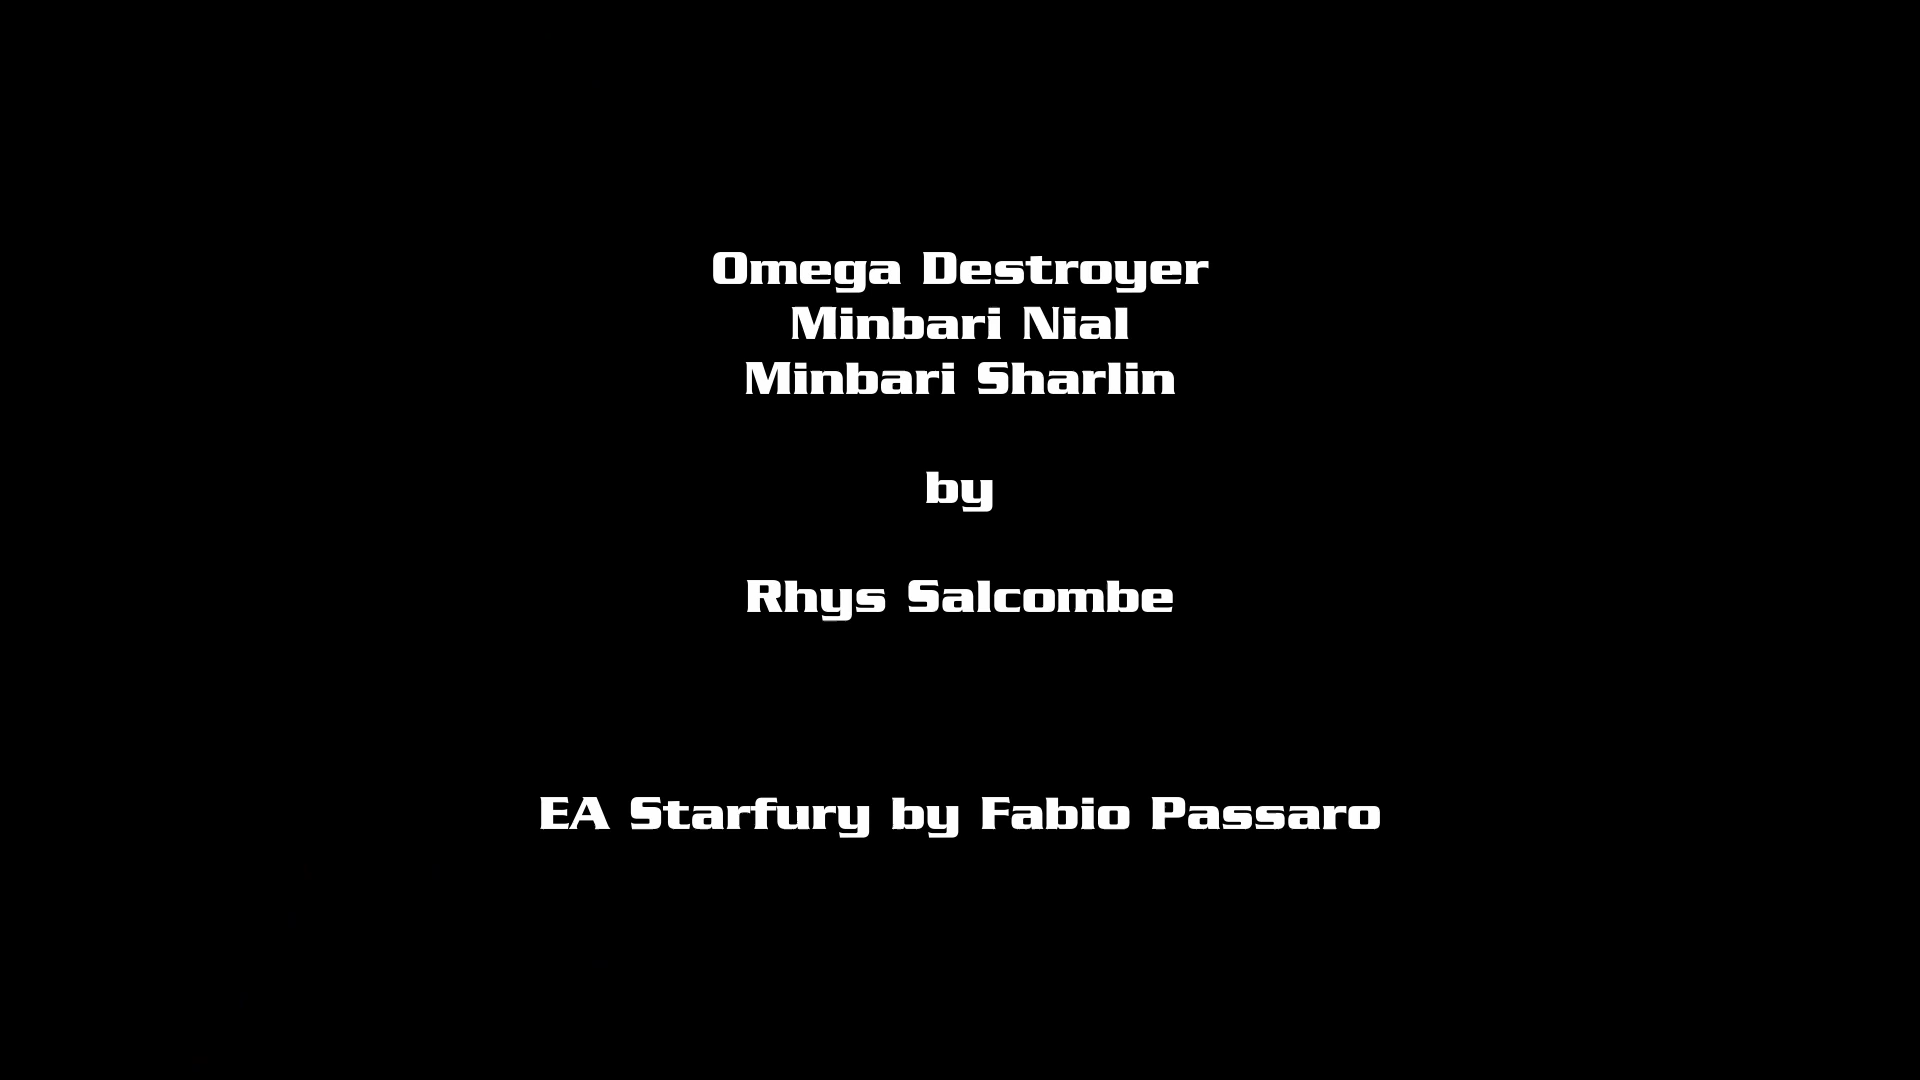 Omega Destroyer
Minbari Nial
Minbari Sharlin
by
Rhys Salcombe
EA Starfury by Fabio Passaro